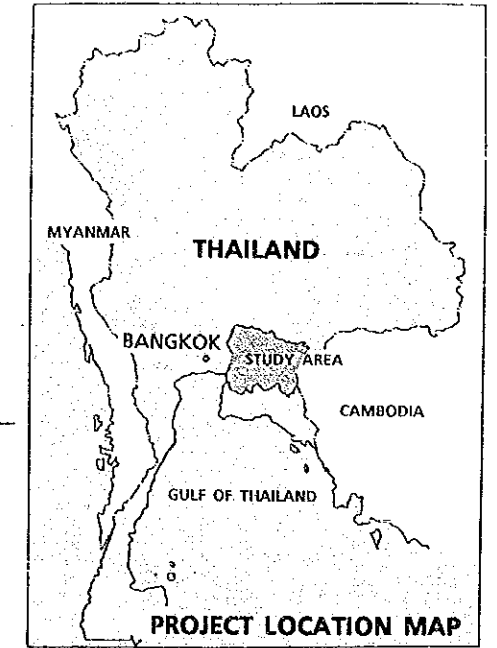 LAOS
MYANMAR
THAILAND
BANGKOK
STUDY AREA
CAMBODIA
GULF OF THAILAND
PROJECT LOCATION MAP